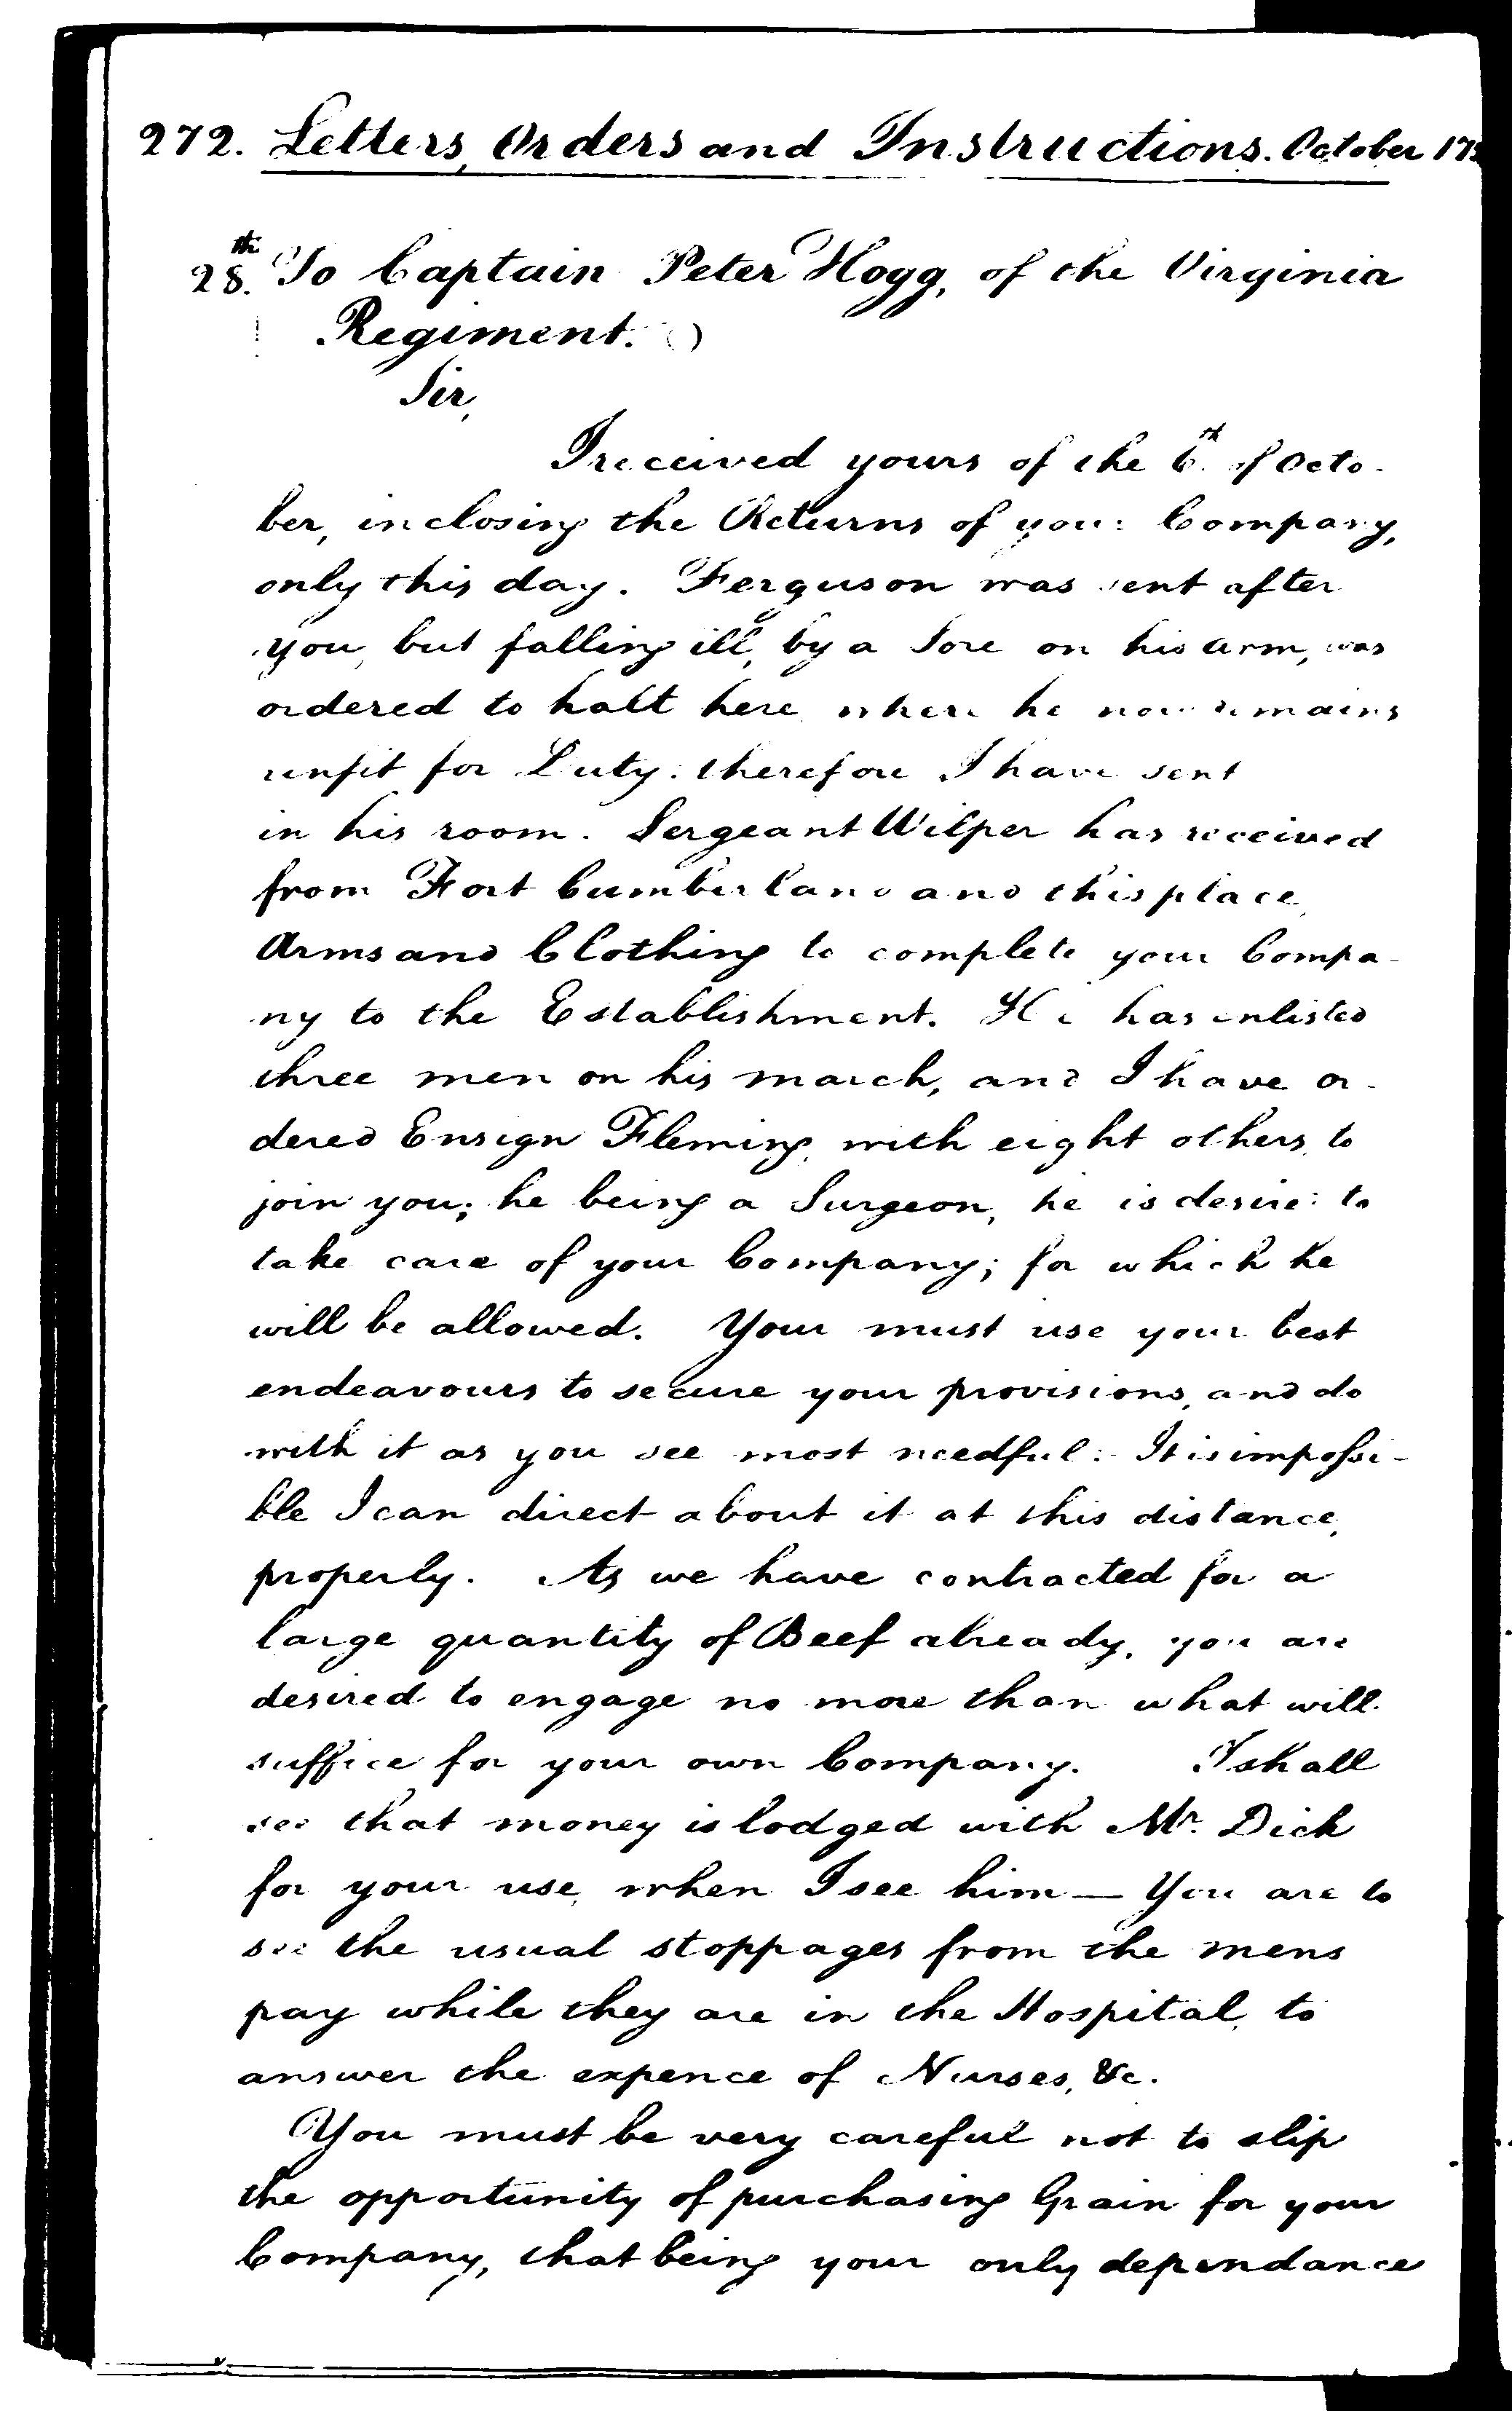 272. Letters, Orders and Instructions. October 175
28.th To Captain Peter Hogg, of the Virginia
Regiment.
Sir,
I received yours of the 6th. of Octo-
ber, inclosing the Returns of your Company,
only this day. Ferguson was sent after
you, but falling ill, by a Sore on his arm, was
ordered to halt here where he now remains
unfit for Duty: therefore I have sent
in his room. Sergeant Wilper has received
from Fort Cumberland and this place,
Arms and Clothing to complete your Compa-
ny to the Establishment. He has enlisted
three men on his march, and I have or-
dered Ensign Fleming, with eight others, to
join you; he being a Surgeon, he is desired to
take care of your Company; for which he
will be allowed. Your must use your best
endeavours to secure your provisions, and do
with it as you see most needful: It is impossi-
ble I can direct about it at this distance,
properly. As we have contracted for a
large quantity of Beef already, you are
desired to engage no more than what will
suffice for your own Company. I shall
see that money is lodged with Mr. Dick
for your use, when I see him — You are to
see the usual stoppages from the mens
pay while they are in the Hospital, to
answer the expence of Nurses, &c.
You must be very careful not to slip
the opportunity of purchasing Grain for your
Company, that being your only dependance